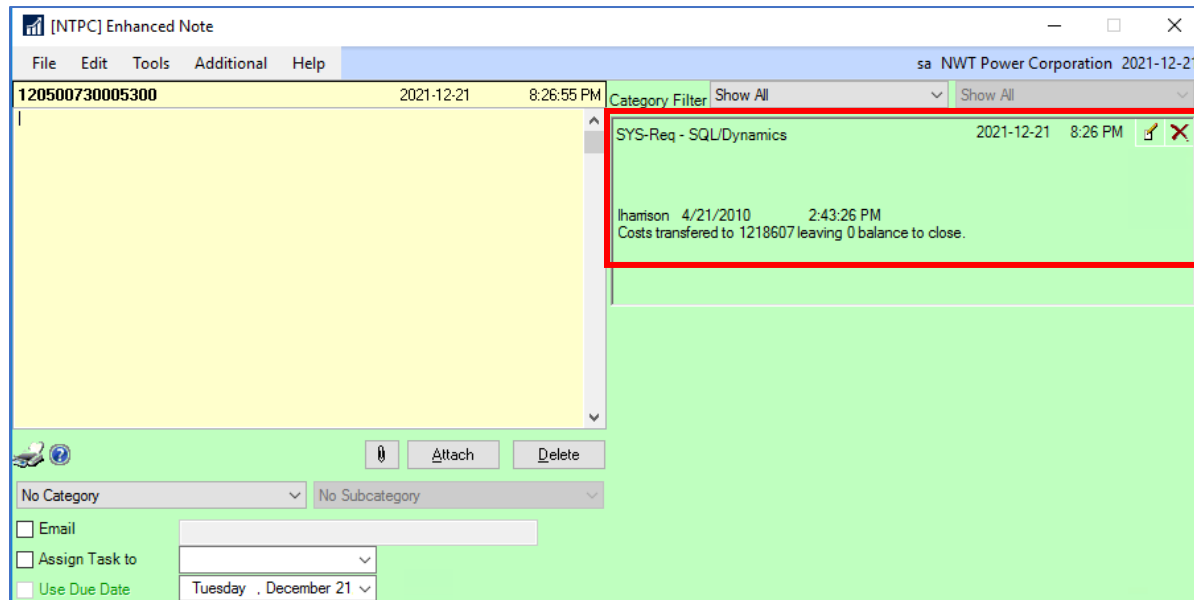 [NTPC] Enhanced Note
File Edit Tools Additional Help
sa NWT Power Corporation 2021-12-21
120500730005300 2021-12-21 8:26:55 PM
Category Filter Show All Show All
SYS-Req - SQL/Dynamics 2021-12-21 8:26 PM
lharrison 4/21/2010 2:43:26 PM
Costs transfered to 1218607 leaving 0 balance to close.
Attach Delete
No Category No Subcategory
Email
Assign Task to
Use Due Date Tuesday , December 21